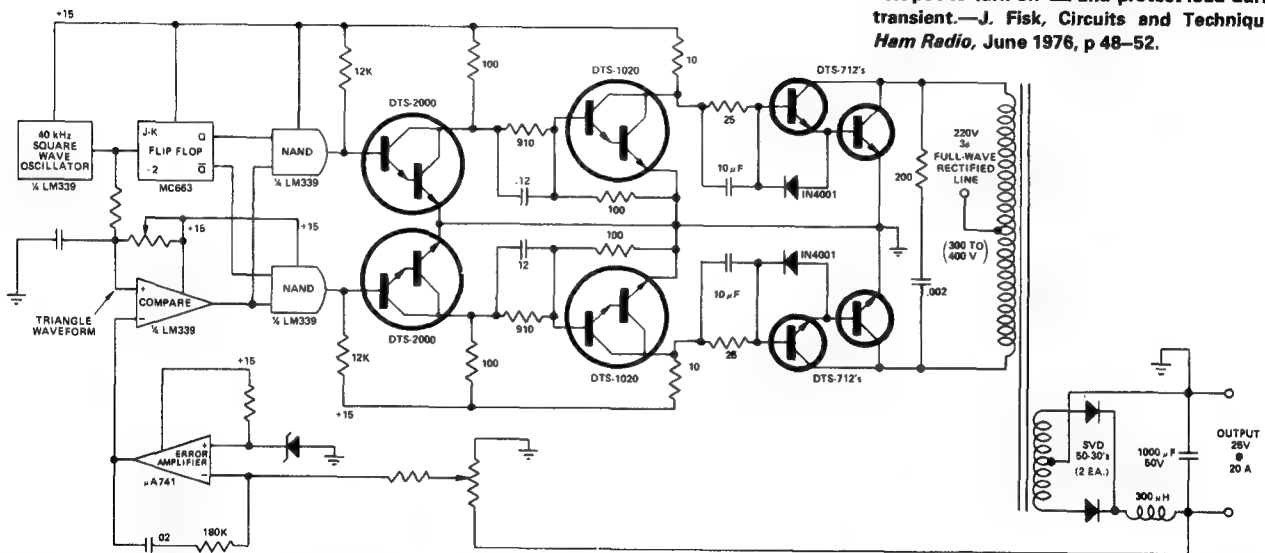 transient.—J. Fisk, Circuits and Techniqu
Ham Radio, June 1976, p 48–52.
+15
12K
100
10
DTS-2000
DTS-1020
DTS-712's
40 kHz
SQUARE
WAVE
OSCILLATOR
¼ LM339
J-K
FLIP FLOP
÷2
Q
Q̅
MC663
NAND
¼ LM339
910
.12
100
25
10 µF
IN4001
200
220V
3φ
FULL-WAVE
RECTIFIED
LINE
(300 TO
400 V)
.002
+15
+15
NAND
¼ LM339
TRIANGLE
WAVEFORM
+
COMPARE
−
¼ LM339
DTS-2000
12K
100
+15
100
12
910
DTS-1020
10
10 µF
IN4001
25
DTS-712's
+15
ERROR
AMPLIFIER
+
−
µA741
.02
180K
SVD
50-30's
(2 EA.)
1000 µF
50V
300 µH
OUTPUT
25V
@
20 A